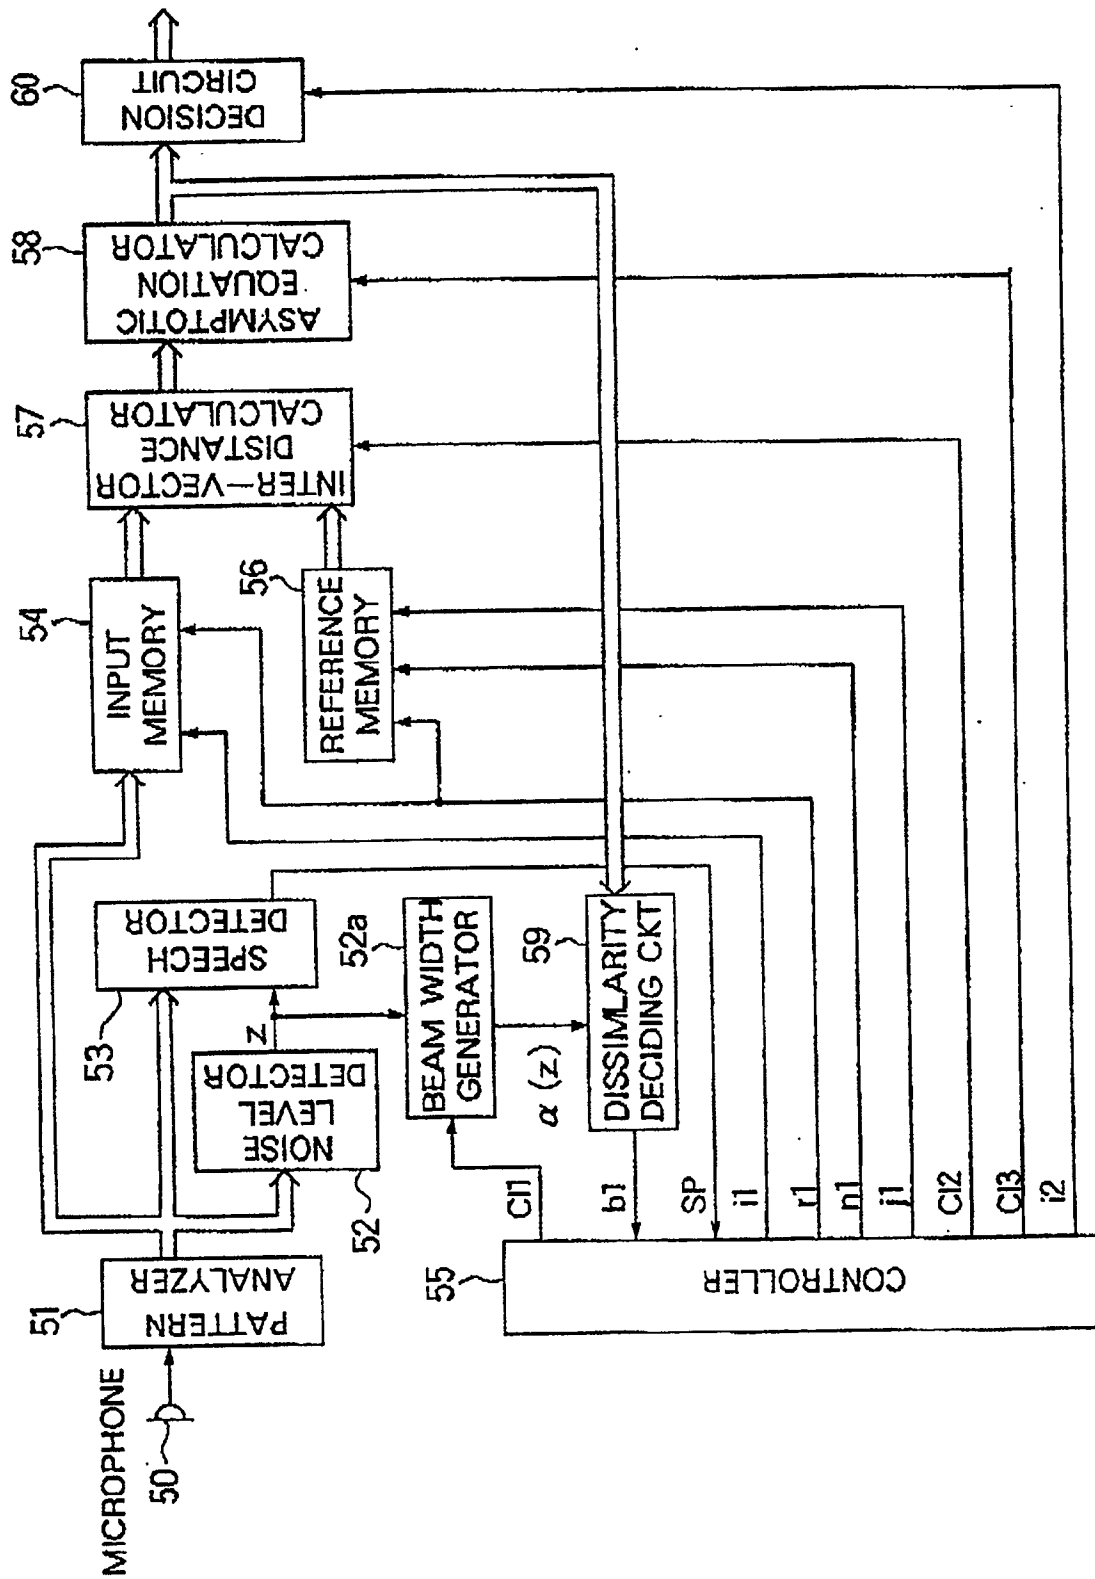 MICROPHONE
50
51
PATTERN
ANALYZER
52
NOISE
LEVEL
DETECTOR
Z
53
SPEECH
DETECTOR
52a
BEAM WIDTH
GENERATOR
α (z)
59
DISSIMILARITY
DECIDING CKT
54
INPUT
MEMORY
56
REFERENCE
MEMORY
57
INTER-VECTOR
DISTANCE
CALCULATOR
58
ASYMPTOTIC
EQUATION
CALCULATOR
60
DECISION
CIRCUIT
55
CONTROLLER
Cl1
b1
SP
i1
r1
n1
j1
Cl2
Cl3
i2